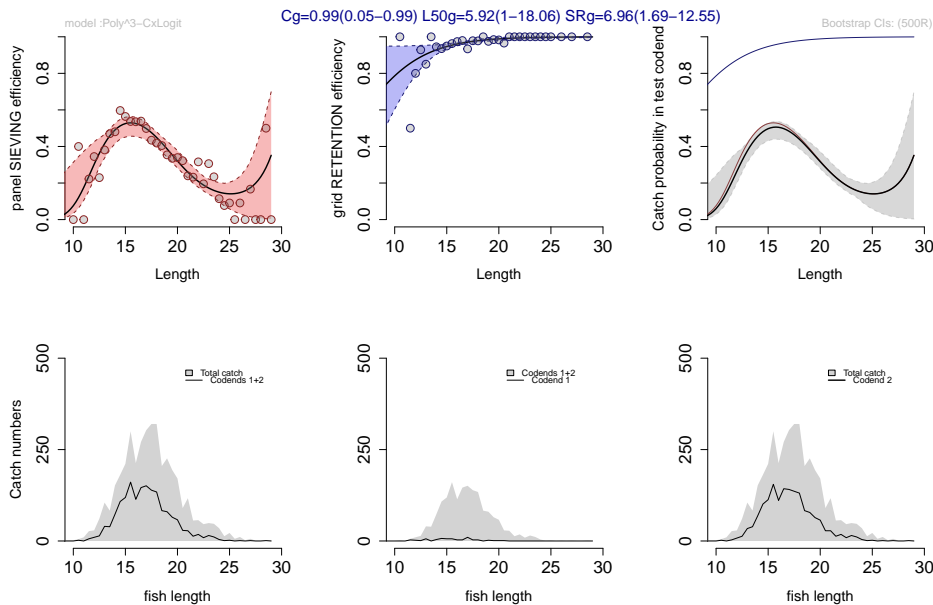 Cg=0.99(0.05−0.99) L50g=5.92(1−18.06) SRg=6.96(1.69−12.55)
model :Poly^3−CxLogit
Bootstrap CIs: (500R)
panel SIEVING efficiency
0.0 0.4 0.8
10 15 20 25 30
Length
grid RETENTION efficiency
0.0 0.4 0.8
10 15 20 25 30
Length
Catch probability in test codend
0.0 0.4 0.8
10 15 20 25 30
Length
Catch numbers
0 250 500
Total catch
Codends 1+2
10 15 20 25 30
fish length
0 250 500
Codends 1+2
Codend 1
10 15 20 25 30
fish length
0 250 500
Total catch
Codend 2
10 15 20 25 30
fish length